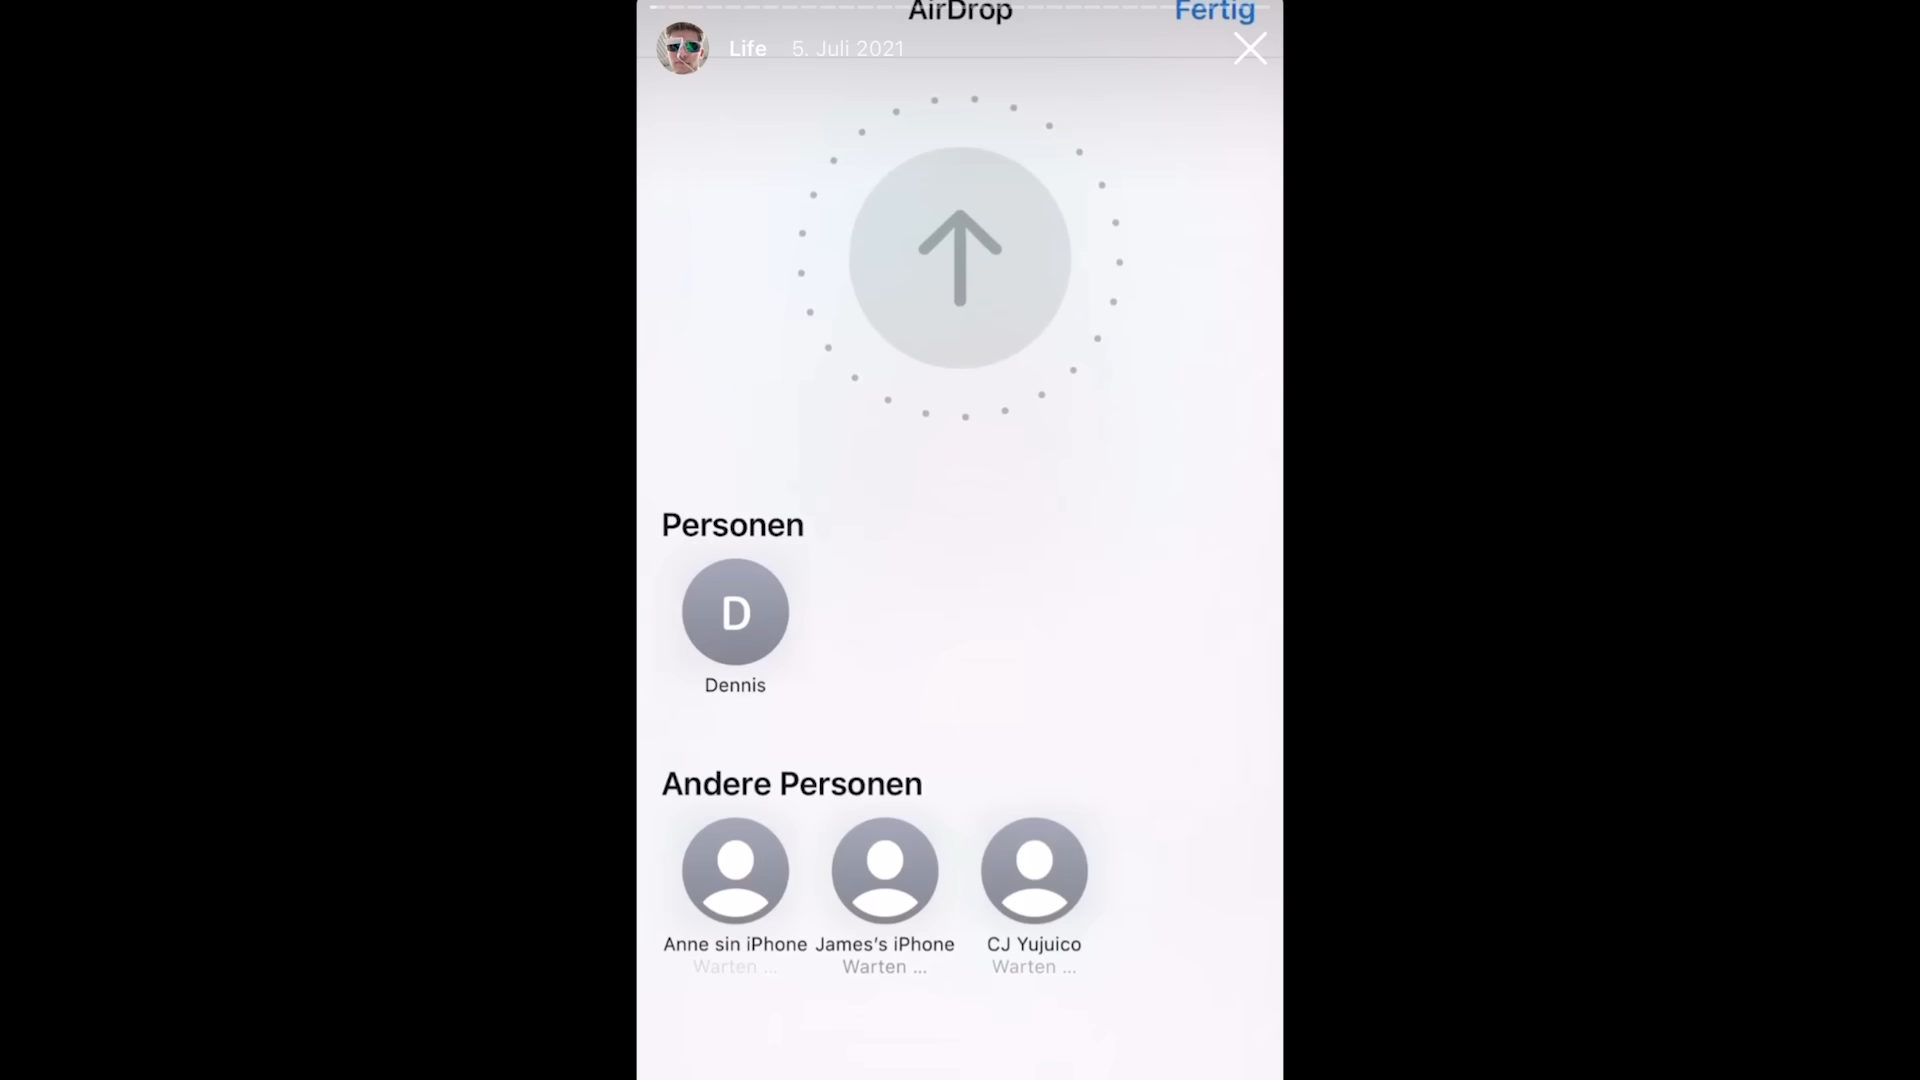 AirDrop
Fertig
Life 5. Juli 2021
Personen
D
Dennis
Andere Personen
Anne sin iPhone
Warten ...
James’s iPhone
Warten ...
CJ Yujuico
Warten ...